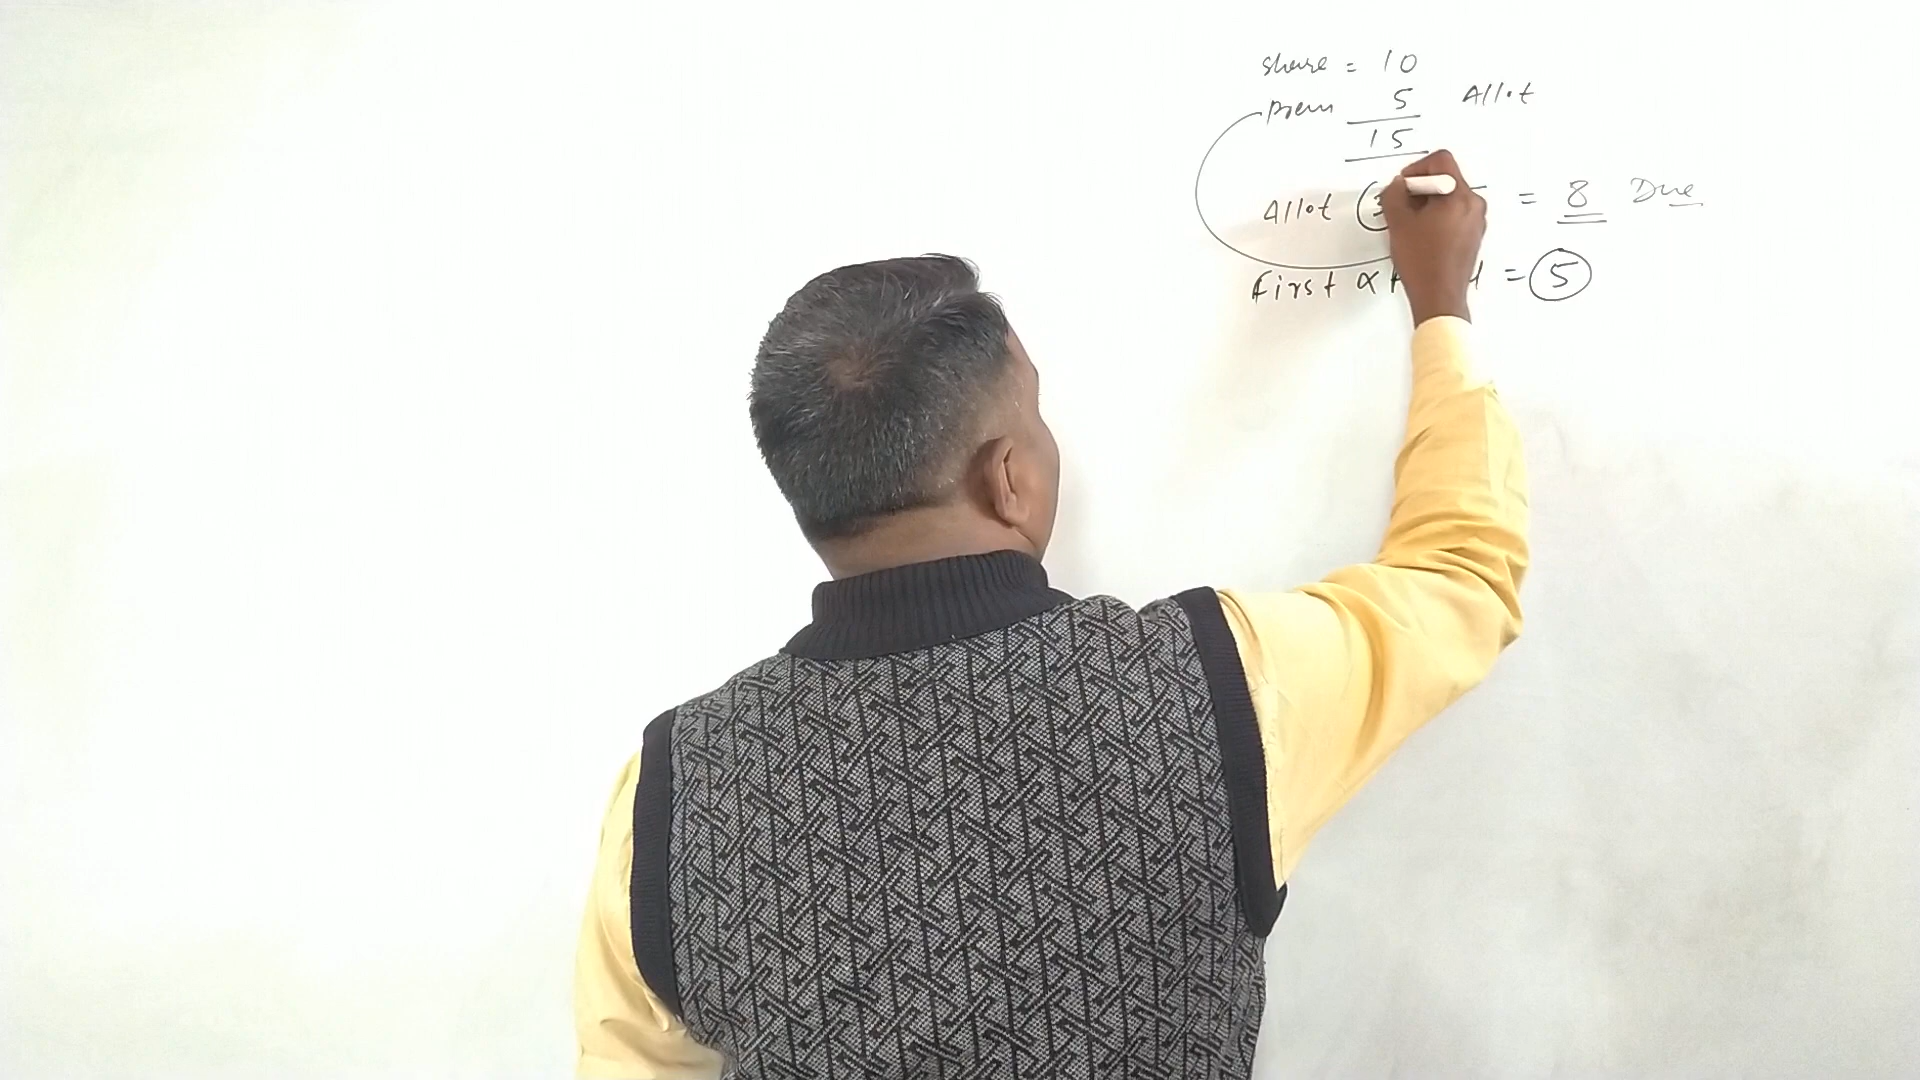 share = 10
Prem 5 Allot
15
Allot 3 = 8 Due
First & = 5